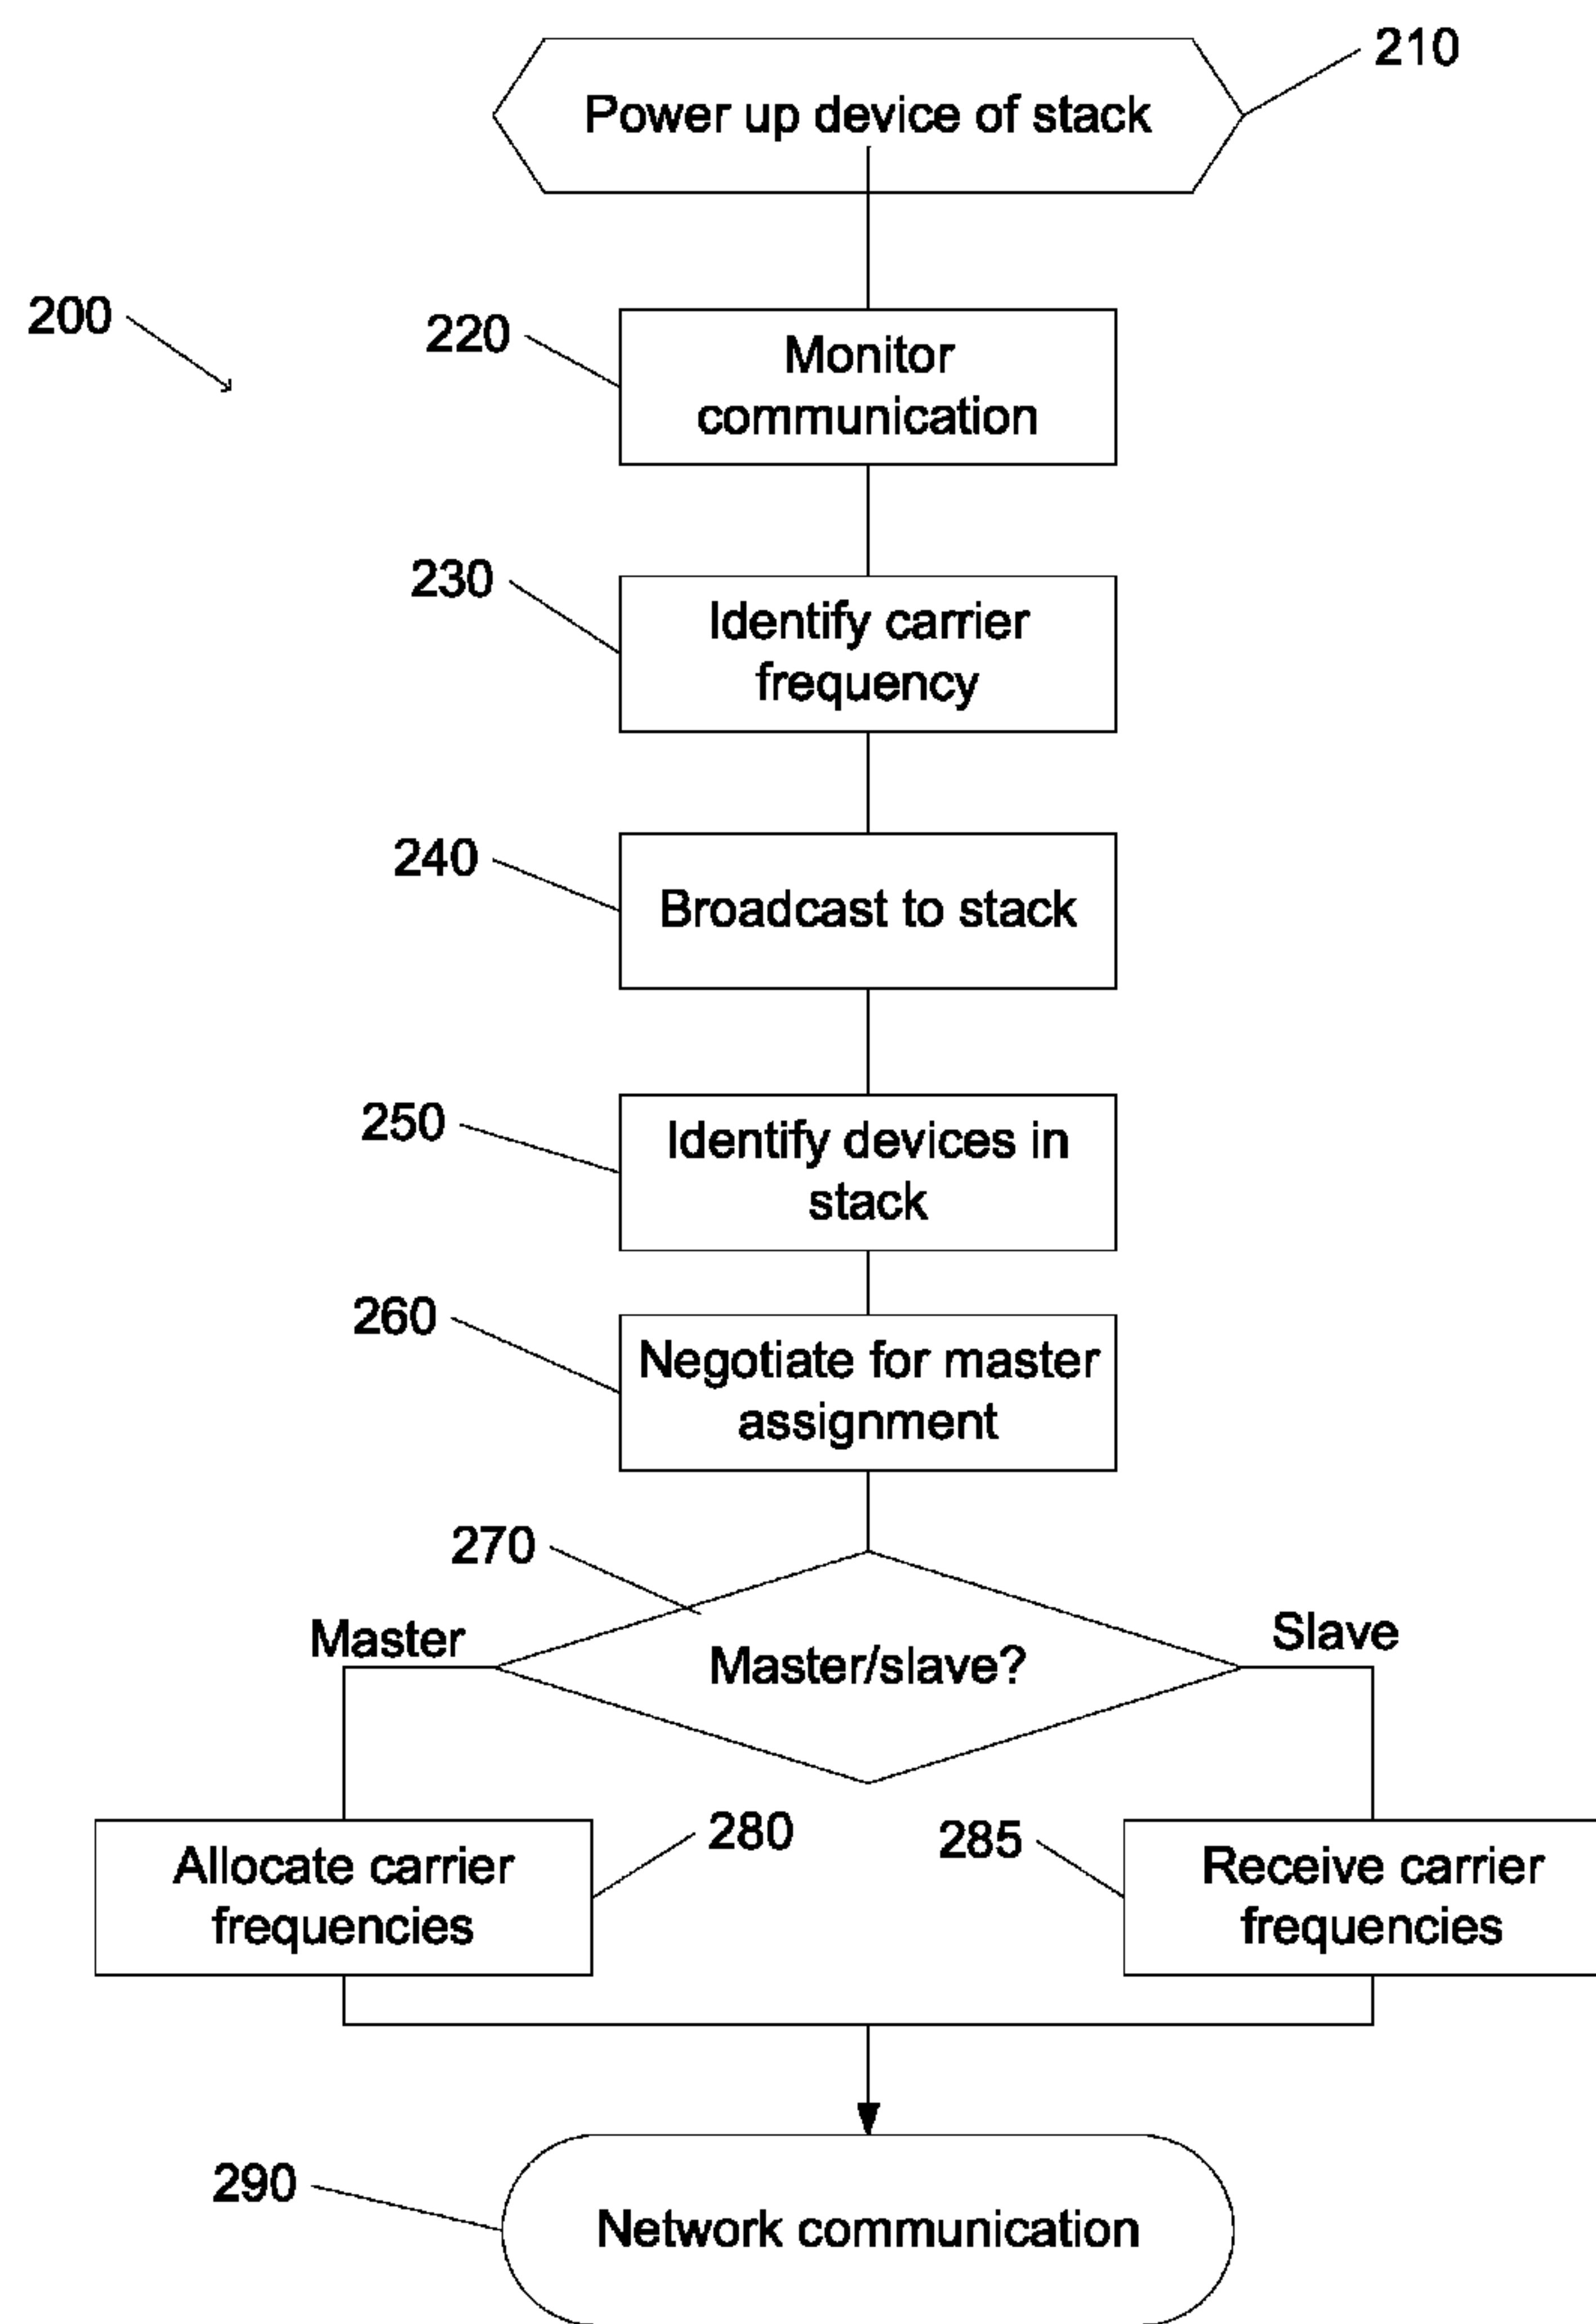 210
Power up device of stack
200
220
Monitor
communication
230
Identify carrier
frequency
240
Broadcast to stack
250
Identify devices in
stack
260
Negotiate for master
assignment
270
Master
Master/slave?
Slave
Allocate carrier
frequencies
280
285
Receive carrier
frequencies
290
Network communication